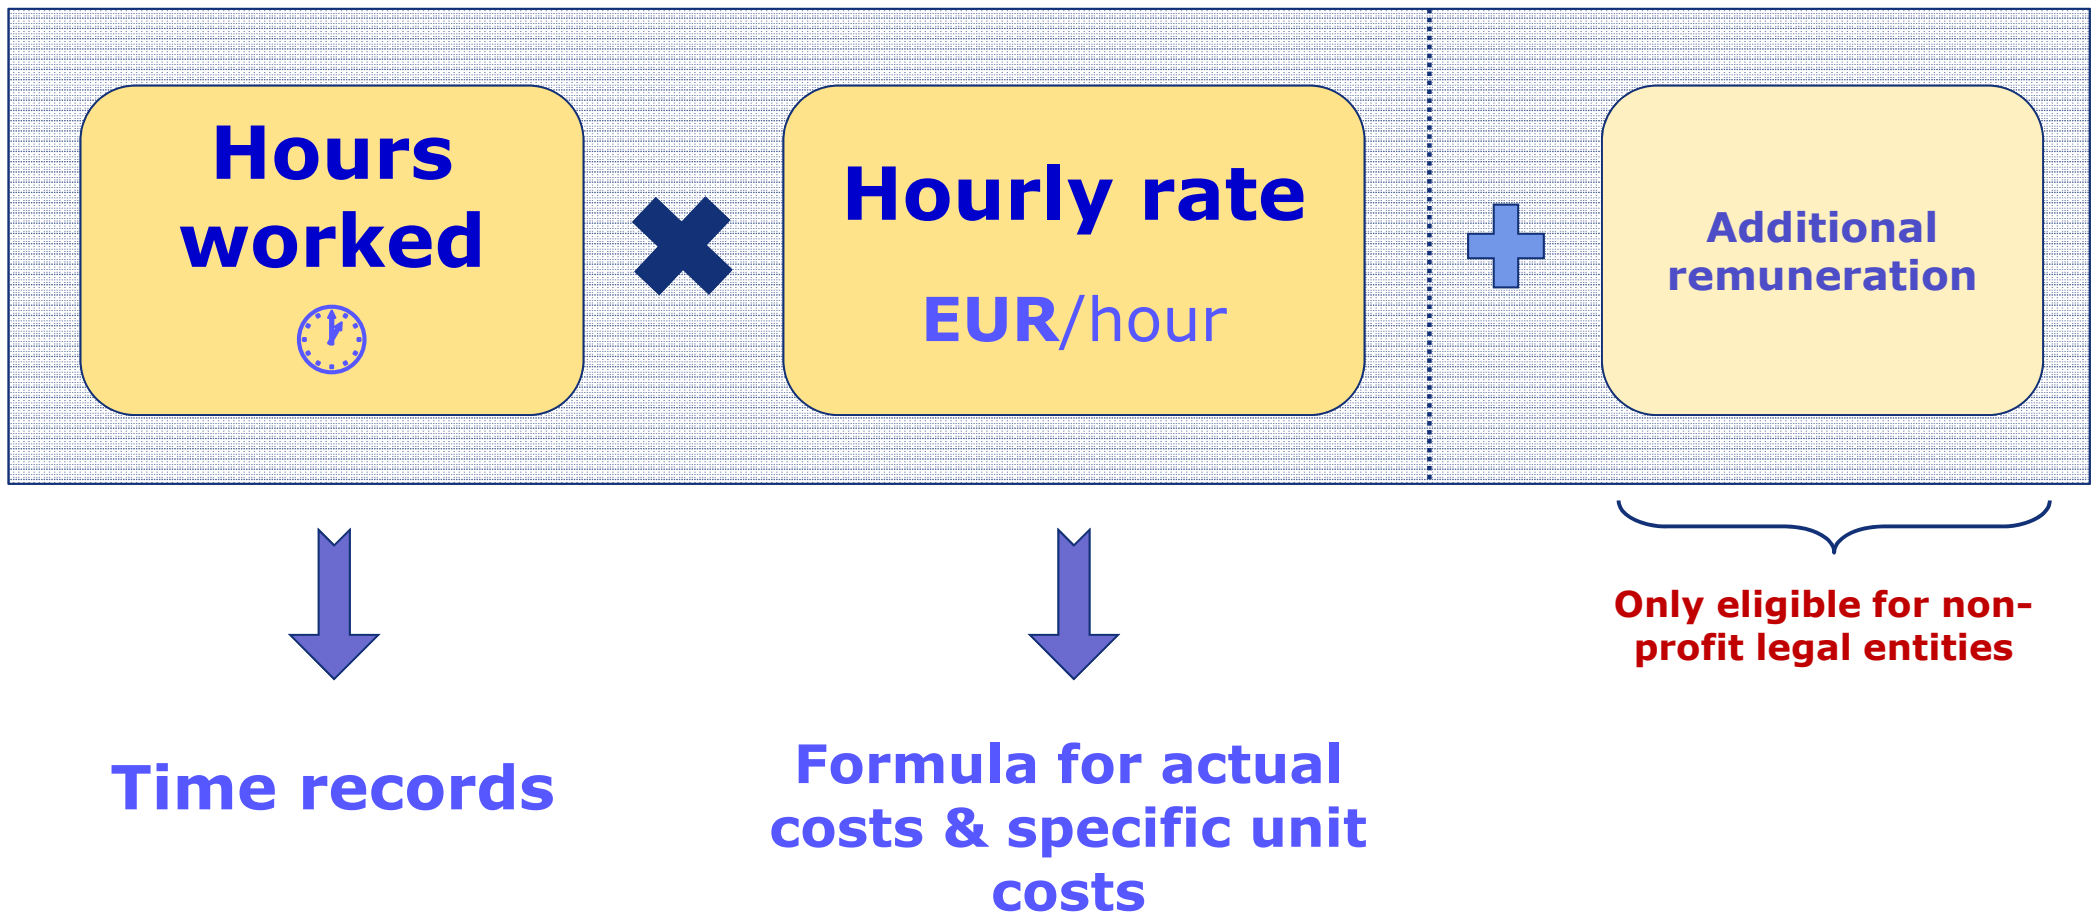 Hours
worked
Hourly rate
EUR/hour
Additional
remuneration
Only eligible for non-
profit legal entities
Time records
Formula for actual
costs & specific unit
costs